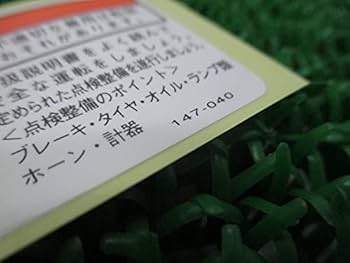 扱説明書をよく読んで
安全な運転をしましょう。
定められた点検整備を実行しましょう。
<点検整備のポイント>
ブレーキ・タイヤ・オイル・ランプ類
ホーン・計器
147-040